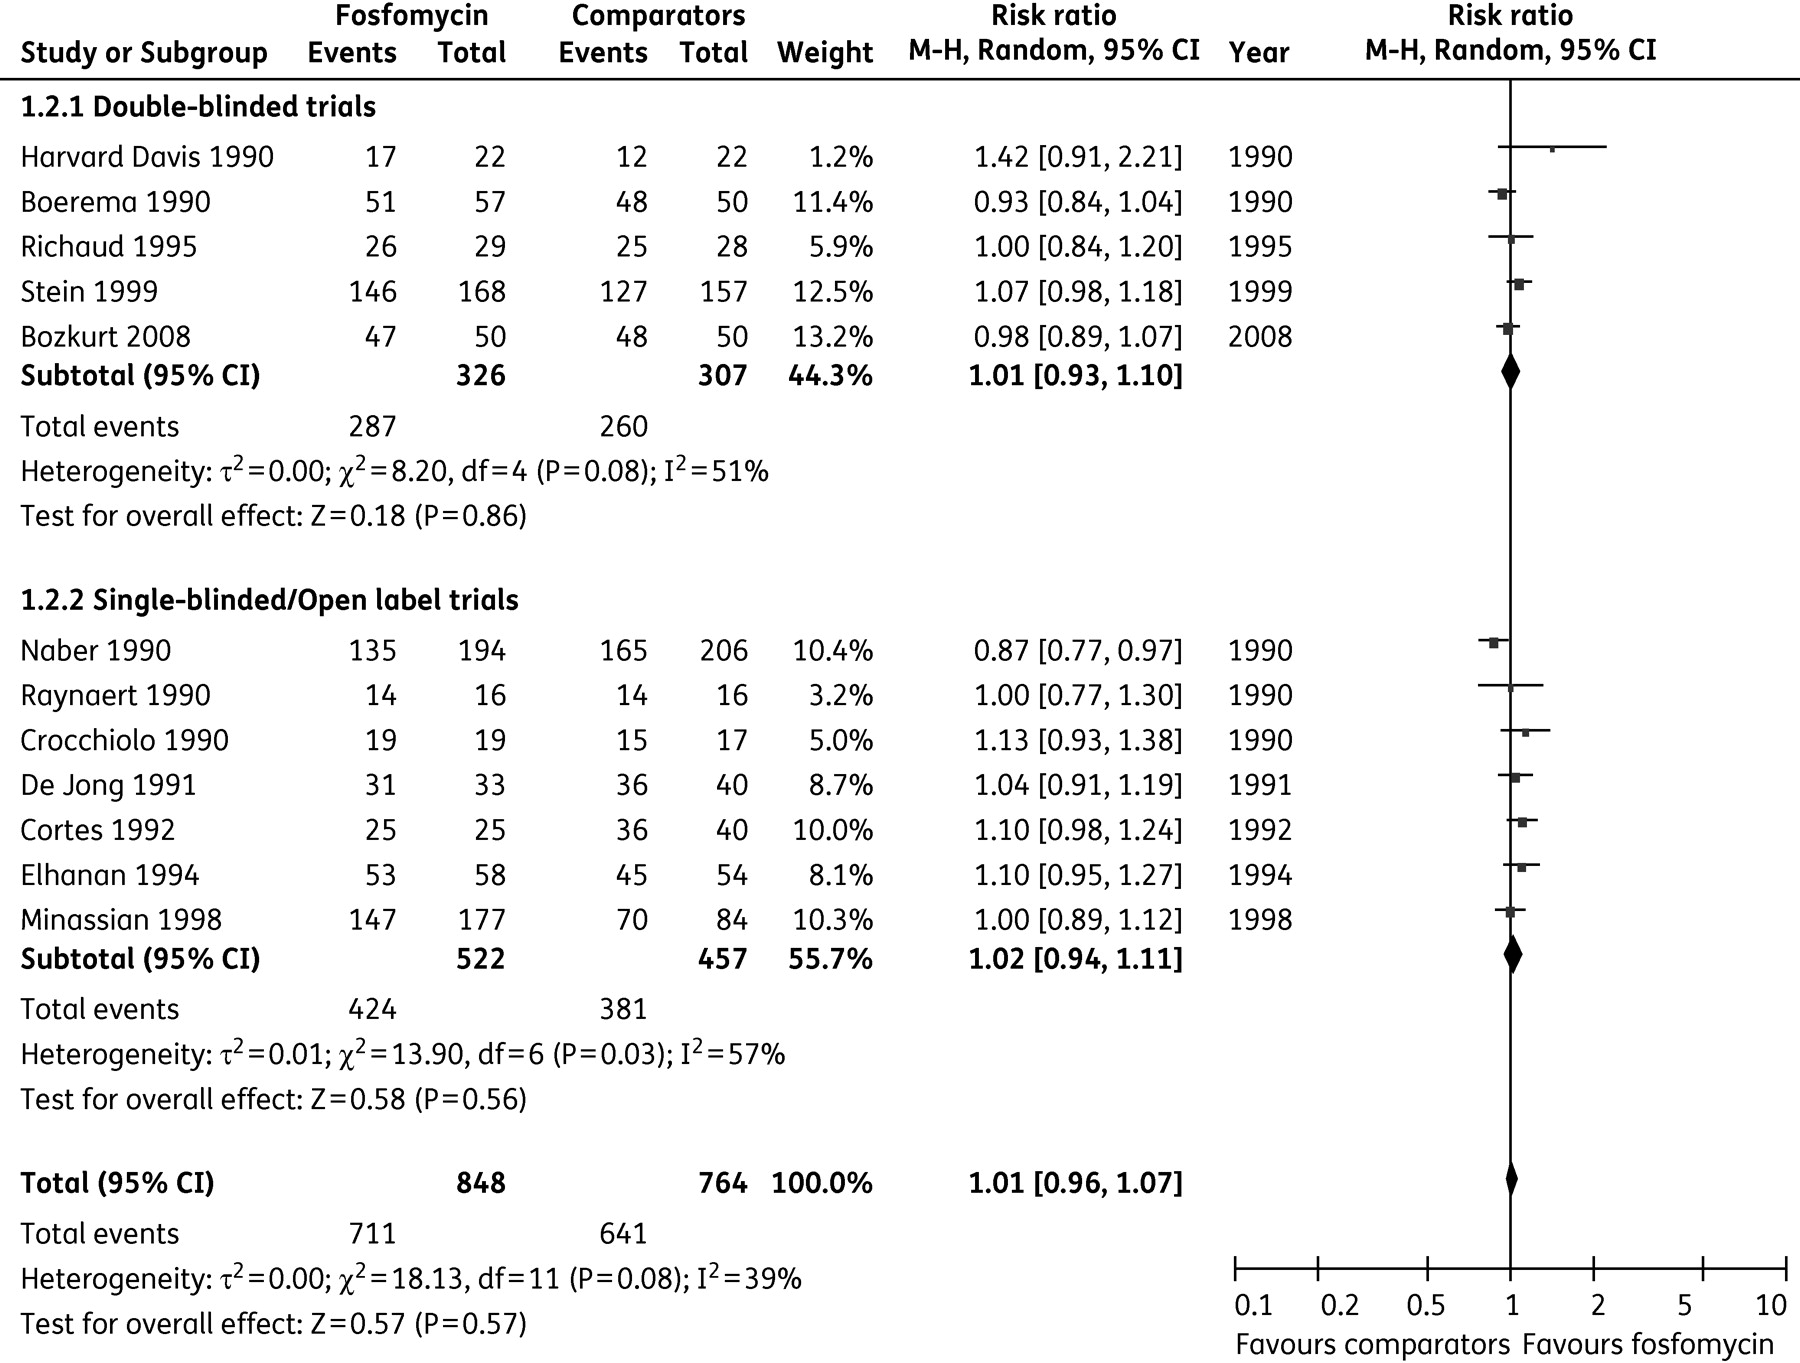 Fosfomycin Comparators Risk ratio Risk ratio
Study or Subgroup Events Total Events Total Weight M-H, Random, 95% CI Year M-H, Random, 95% CI
1.2.1 Double-blinded trials
Harvard Davis 1990 17 22 12 22 1.2% 1.42 [0.91, 2.21] 1990
Boerema 1990 51 57 48 50 11.4% 0.93 [0.84, 1.04] 1990
Richaud 1995 26 29 25 28 5.9% 1.00 [0.84, 1.20] 1995
Stein 1999 146 168 127 157 12.5% 1.07 [0.98, 1.18] 1999
Bozkurt 2008 47 50 48 50 13.2% 0.98 [0.89, 1.07] 2008
Subtotal (95% CI) 326 307 44.3% 1.01 [0.93, 1.10]
Total events 287 260
Heterogeneity: τ²=0.00; χ²=8.20, df=4 (P=0.08); I²=51%
Test for overall effect: Z=0.18 (P=0.86)
1.2.2 Single-blinded/Open label trials
Naber 1990 135 194 165 206 10.4% 0.87 [0.77, 0.97] 1990
Raynaert 1990 14 16 14 16 3.2% 1.00 [0.77, 1.30] 1990
Crocchiolo 1990 19 19 15 17 5.0% 1.13 [0.93, 1.38] 1990
De Jong 1991 31 33 36 40 8.7% 1.04 [0.91, 1.19] 1991
Cortes 1992 25 25 36 40 10.0% 1.10 [0.98, 1.24] 1992
Elhanan 1994 53 58 45 54 8.1% 1.10 [0.95, 1.27] 1994
Minassian 1998 147 177 70 84 10.3% 1.00 [0.89, 1.12] 1998
Subtotal (95% CI) 522 457 55.7% 1.02 [0.94, 1.11]
Total events 424 381
Heterogeneity: τ²=0.01; χ²=13.90, df=6 (P=0.03); I²=57%
Test for overall effect: Z=0.58 (P=0.56)
Total (95% CI) 848 764 100.0% 1.01 [0.96, 1.07]
Total events 711 641
Heterogeneity: τ²=0.00; χ²=18.13, df=11 (P=0.08); I²=39%
Test for overall effect: Z=0.57 (P=0.57)
0.1 0.2 0.5 1 2 5 10
Favours comparators Favours fosfomycin